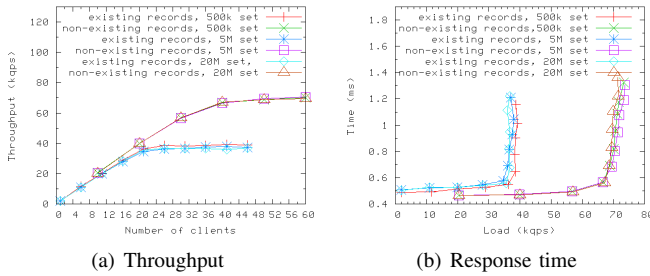 existing records, 500k set
non-existing records,500k set
existing records, 5M set
non-existing records, 5M set
existing records, 20M set,
non-existing records, 20M set
Throughput (kqps)
120
100
80
60
40
20
0
0 4 8 12 16 20 24 28 32 36 40 44 48 52 56 60
Number of clients
(a) Throughput
existing records, 500k set
non-existing records,500k set
existing records, 5M set
non-existing records, 5M set
existing records, 20M set
non-existing records, 20M set
Time (ms)
1.8
1.6
1.4
1.2
1
0.8
0.6
0.4
0 10 20 30 40 50 60 70 80
Load (kqps)
(b) Response time